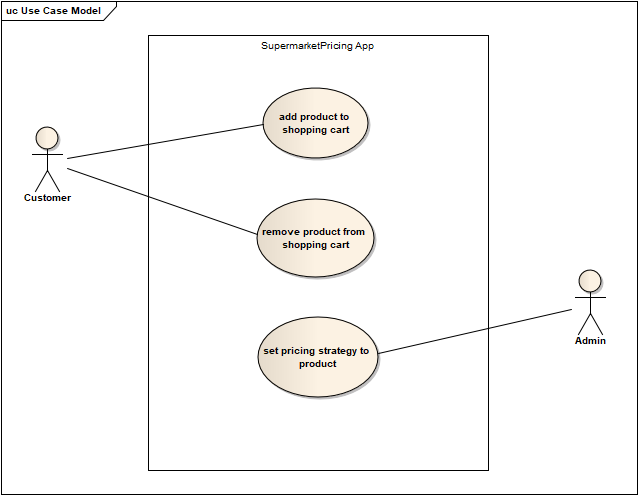 uc Use Case Model
SupermarketPricing App
add product to
shopping cart
Customer
remove product from
shopping cart
set pricing strategy to
product
Admin